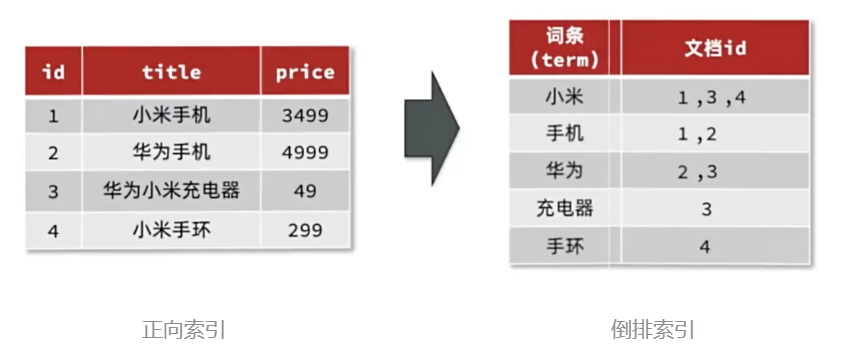 id title price
1 小米手机 3499
2 华为手机 4999
3 华为小米充电器 49
4 小米手环 299
词条
(term) 文档id
小米 1 ,3 ,4
手机 1 ,2
华为 2 ,3
充电器 3
手环 4
正向索引 倒排索引